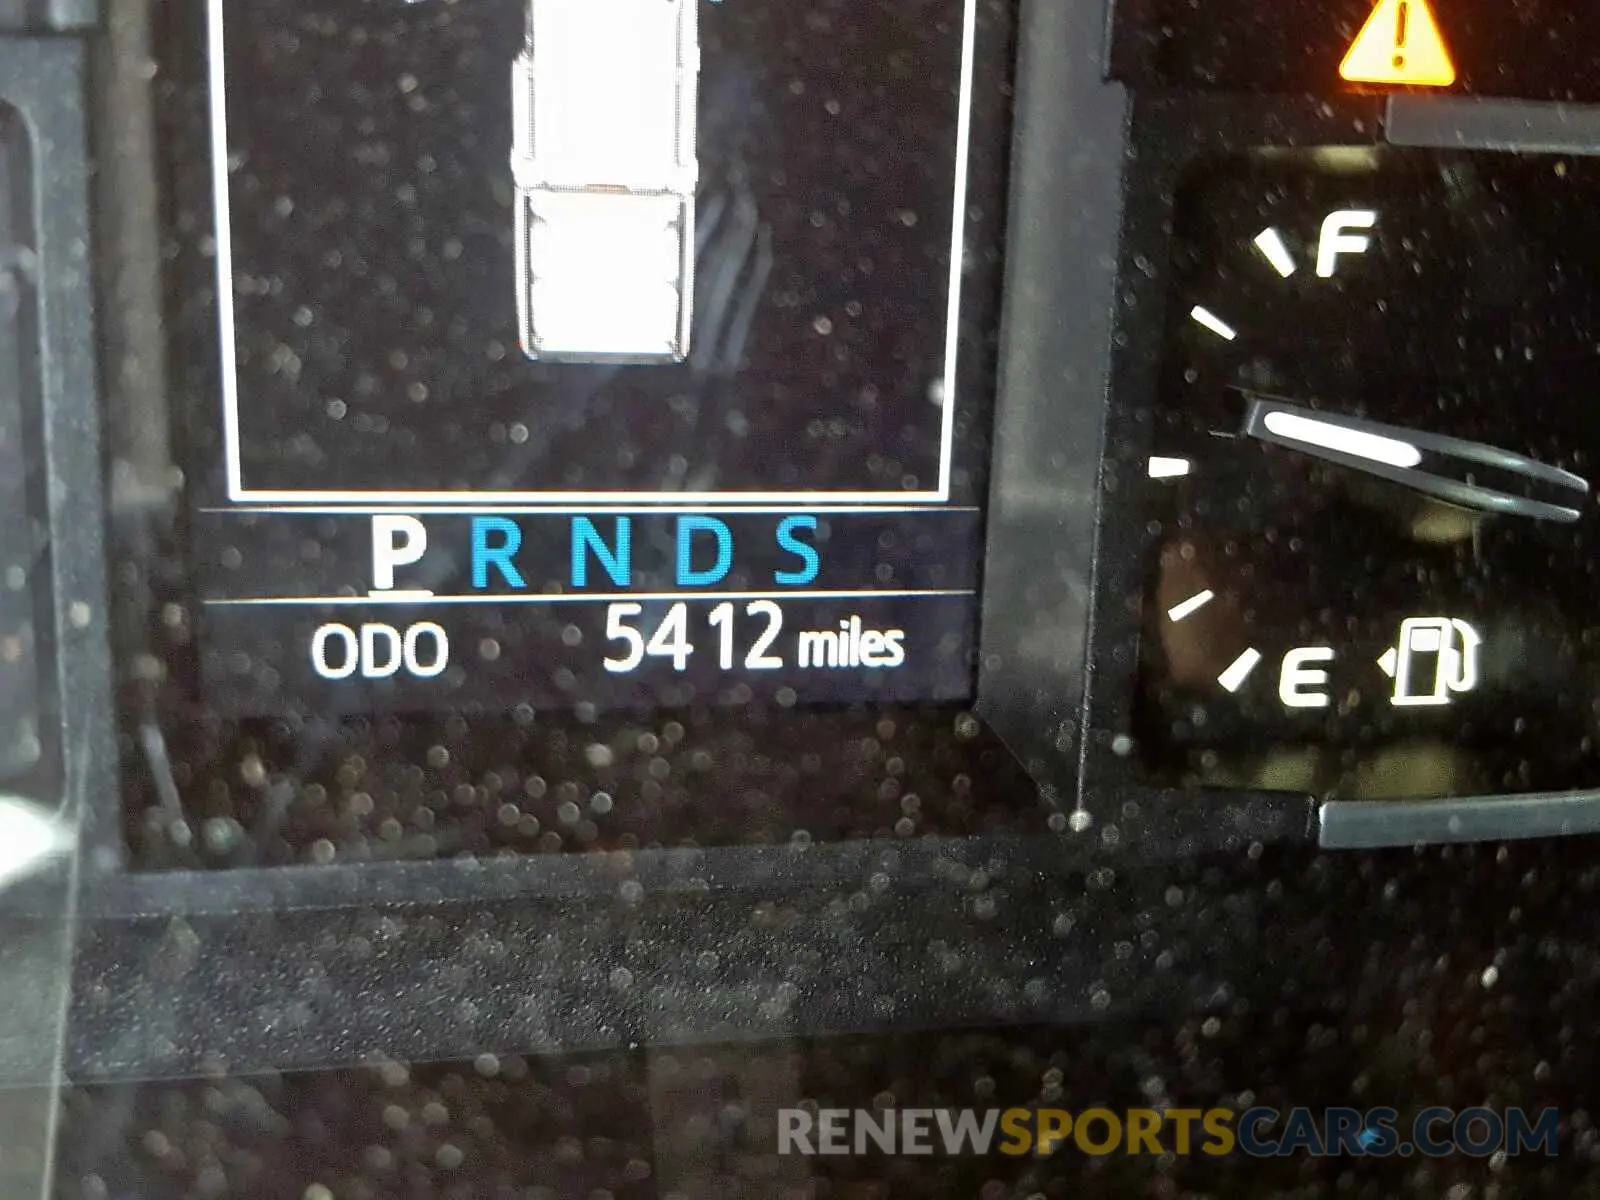 F
P R N D S
ODO 5412 miles
E
RENEWSPORTSCARS.COM